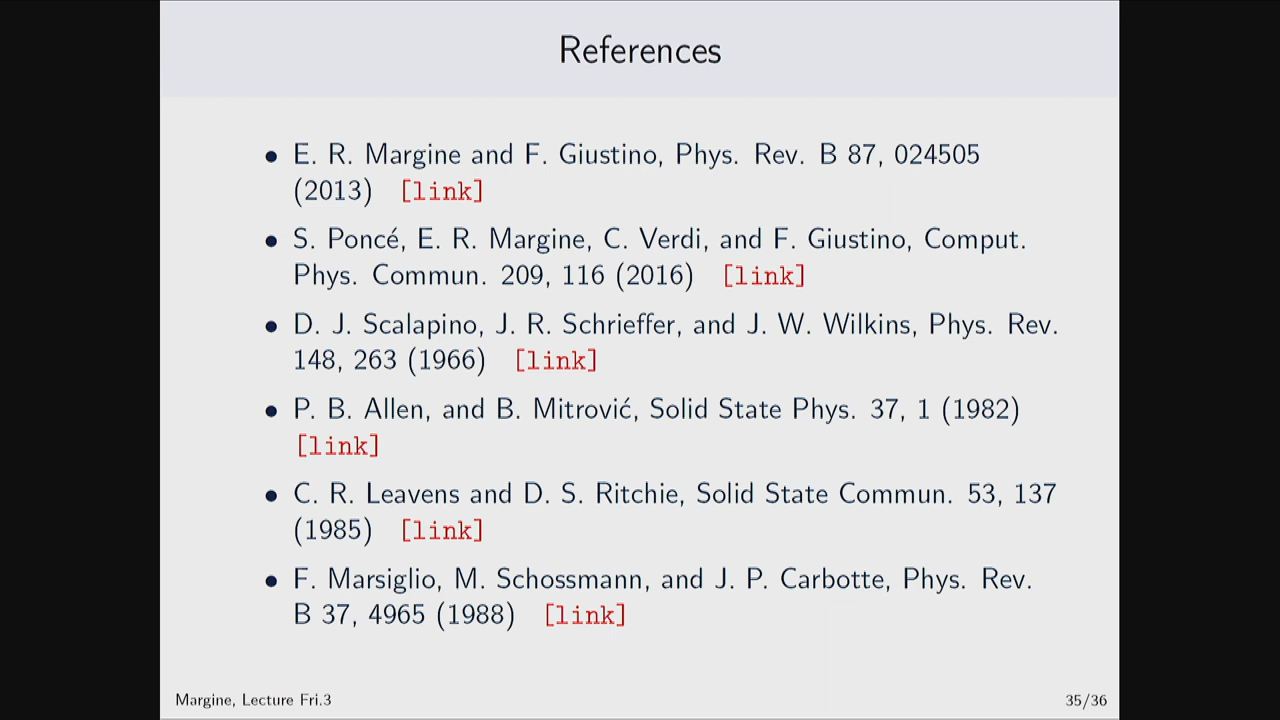 References
• E. R. Margine and F. Giustino, Phys. Rev. B 87, 024505
(2013) [link]
• S. Poncé, E. R. Margine, C. Verdi, and F. Giustino, Comput.
Phys. Commun. 209, 116 (2016) [link]
• D. J. Scalapino, J. R. Schrieffer, and J. W. Wilkins, Phys. Rev.
148, 263 (1966) [link]
• P. B. Allen, and B. Mitrović, Solid State Phys. 37, 1 (1982)
[link]
• C. R. Leavens and D. S. Ritchie, Solid State Commun. 53, 137
(1985) [link]
• F. Marsiglio, M. Schossmann, and J. P. Carbotte, Phys. Rev.
B 37, 4965 (1988) [link]
Margine, Lecture Fri.3
35/36